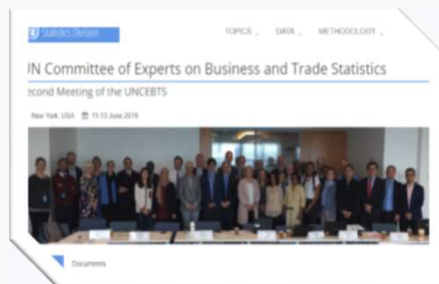 Statistics Division
TOPICS
DATA
METHODOLOGY
UN Committee of Experts on Business and Trade Statistics
econd Meeting of the UNCEBTS
New York, USA
11-13 June 2019
Documents